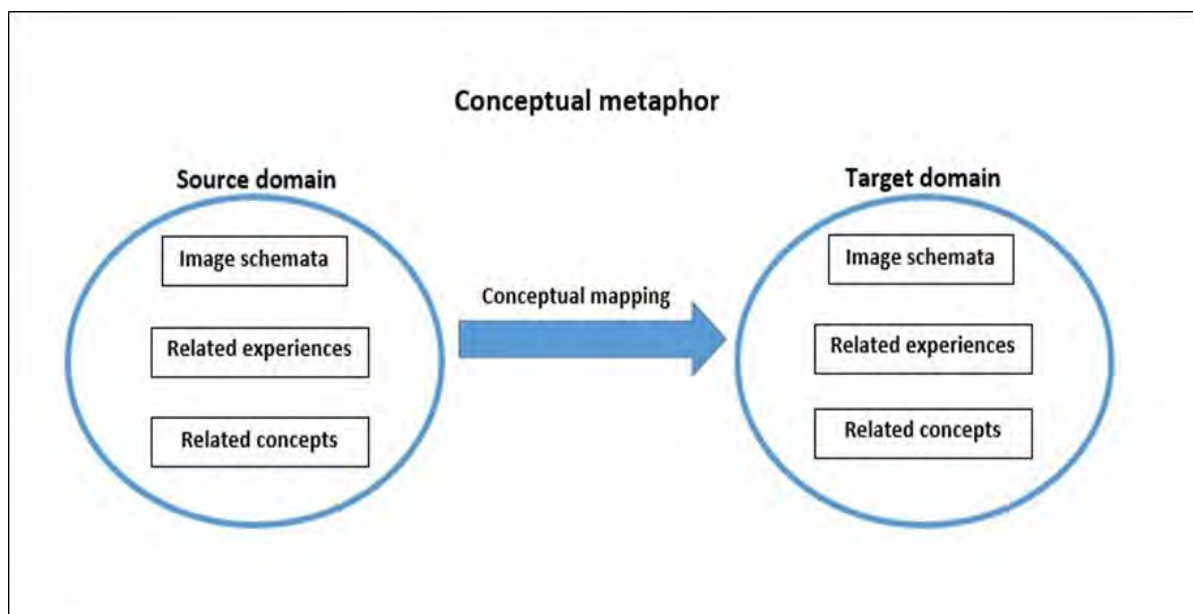 Conceptual metaphor
Source domain
Image schemata
Related experiences
Related concepts
Conceptual mapping
Target domain
Image schemata
Related experiences
Related concepts